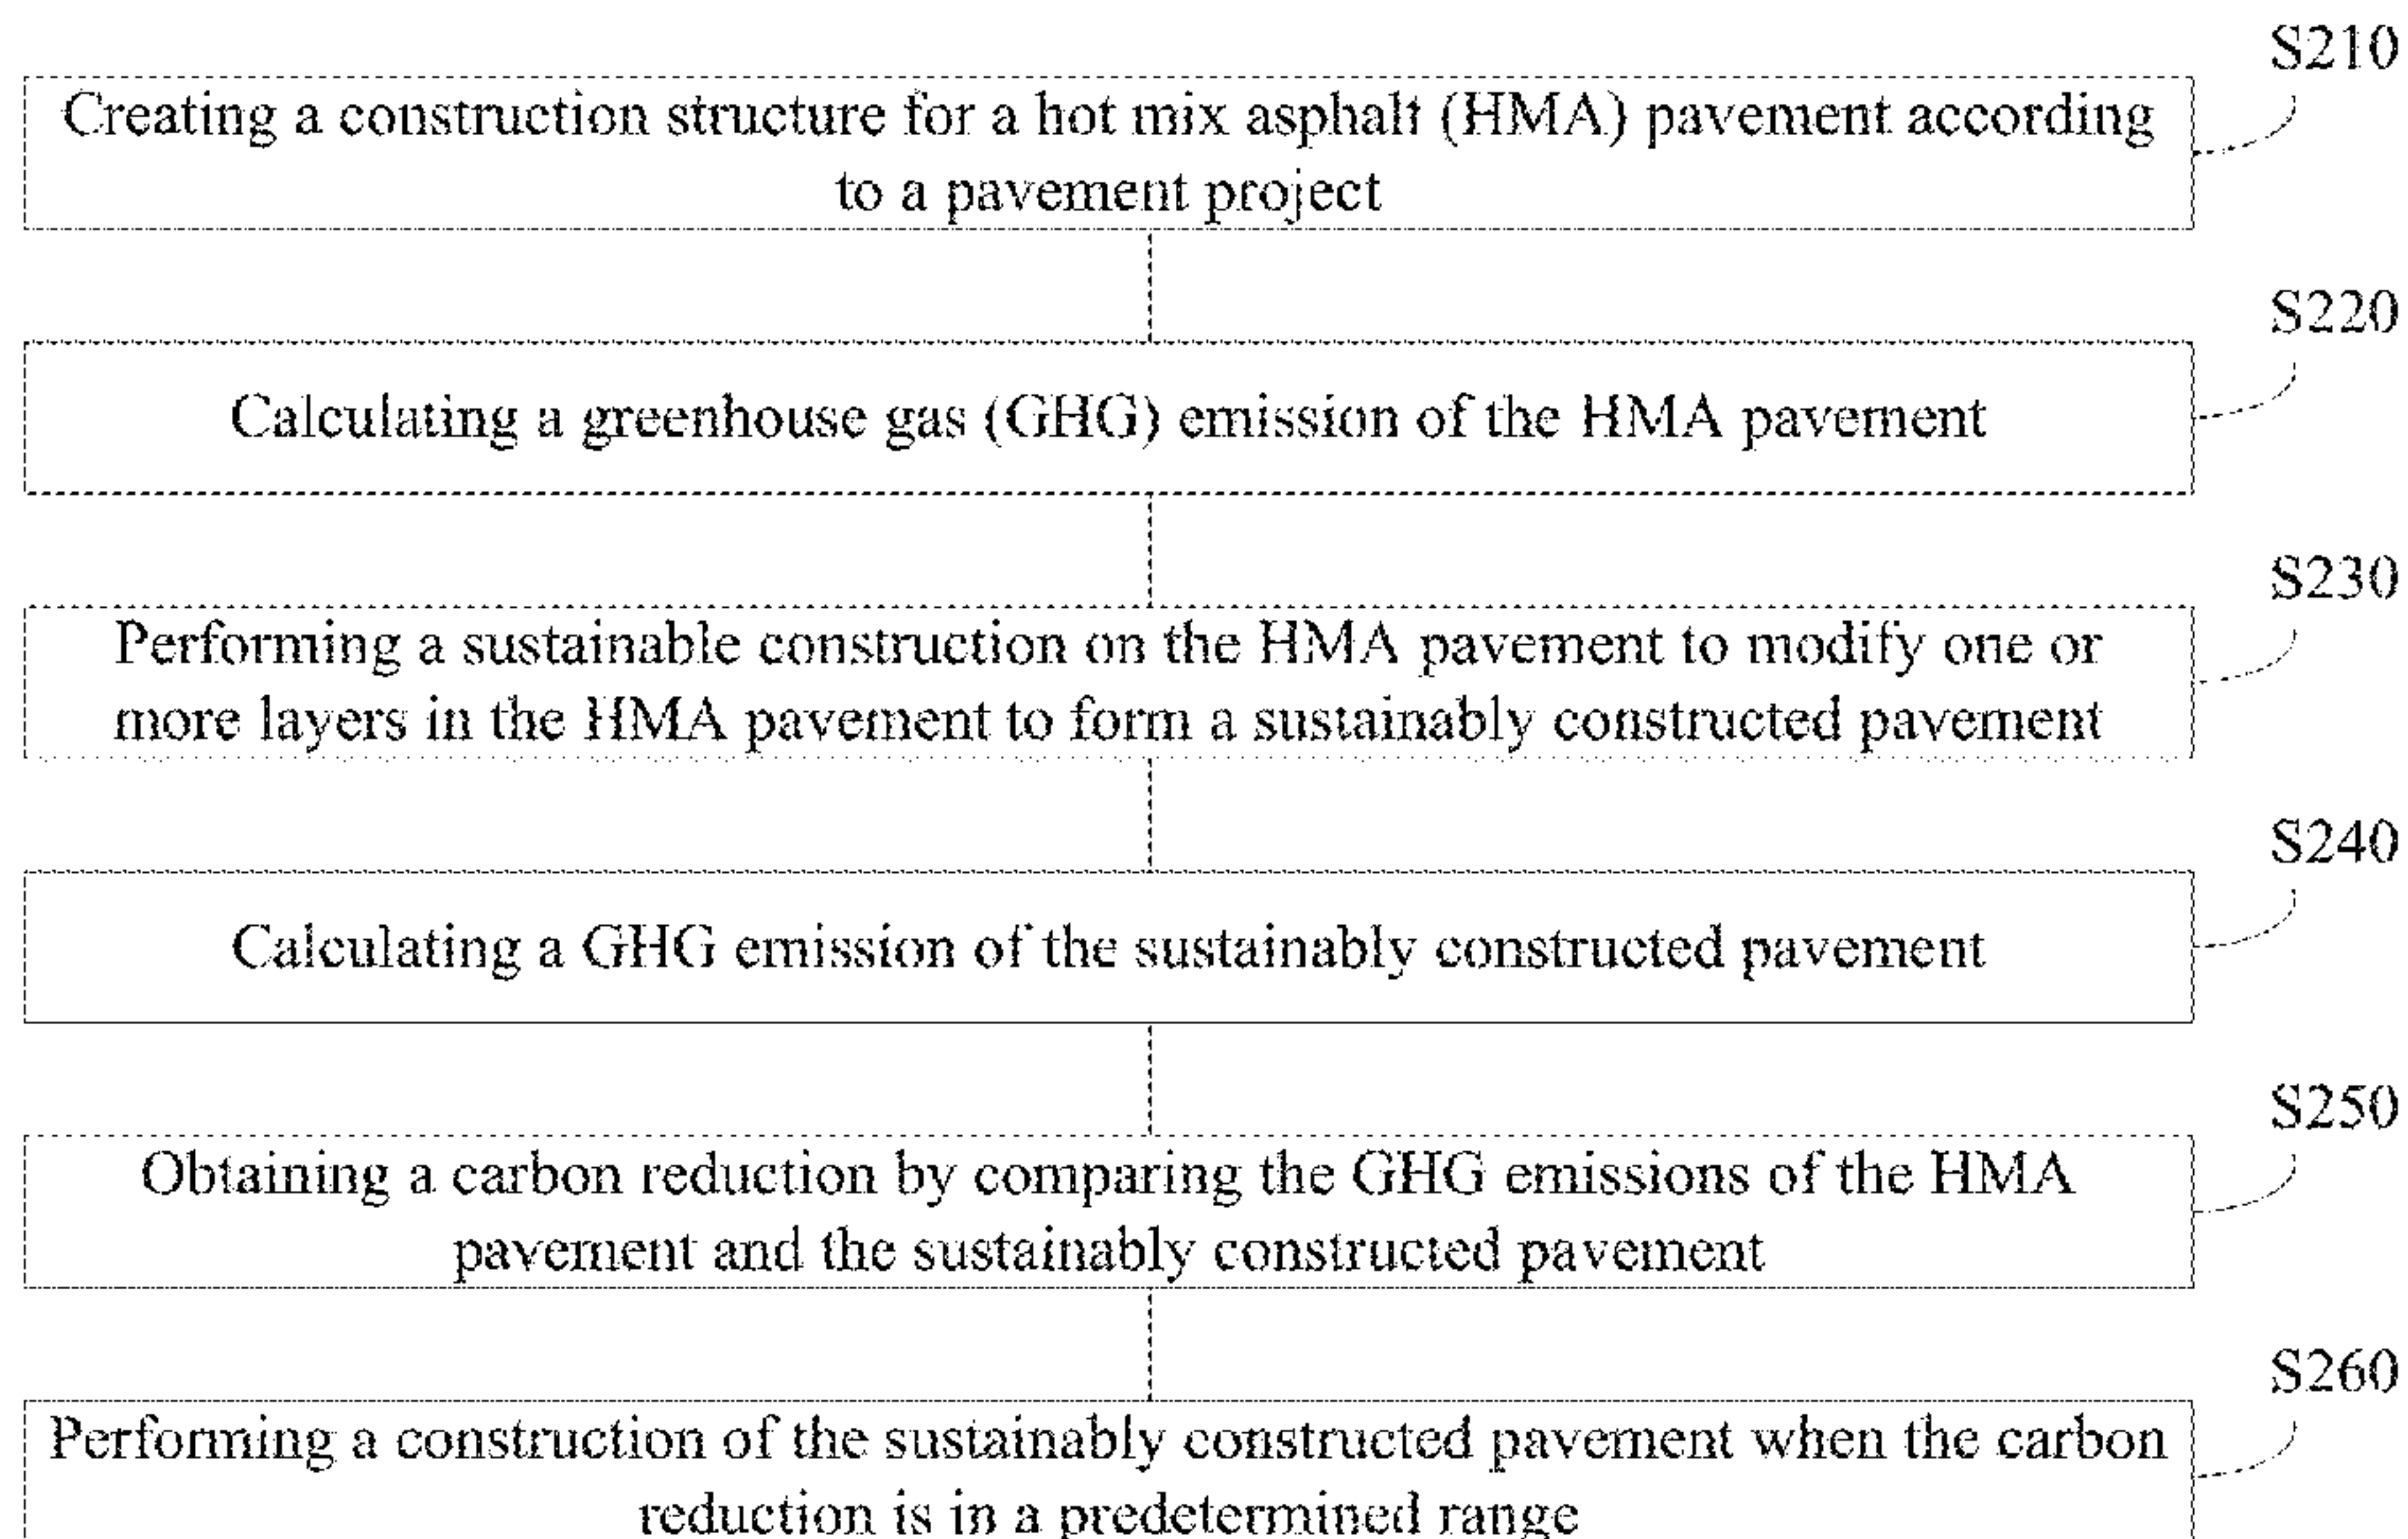 S210
Creating a construction structure for a hot mix asphalt (HMA) pavement according
to a pavement project
S220
Calculating a greenhouse gas (GHG) emission of the HMA pavement
S230
Performing a sustainable construction on the HMA pavement to modify one or
more layers in the HMA pavement to form a sustainably constructed pavement
S240
Calculating a GHG emission of the sustainably constructed pavement
S250
Obtaining a carbon reduction by comparing the GHG emissions of the HMA
pavement and the sustainably constructed pavement
S260
Performing a construction of the sustainably constructed pavement when the carbon
reduction is in a predetermined range